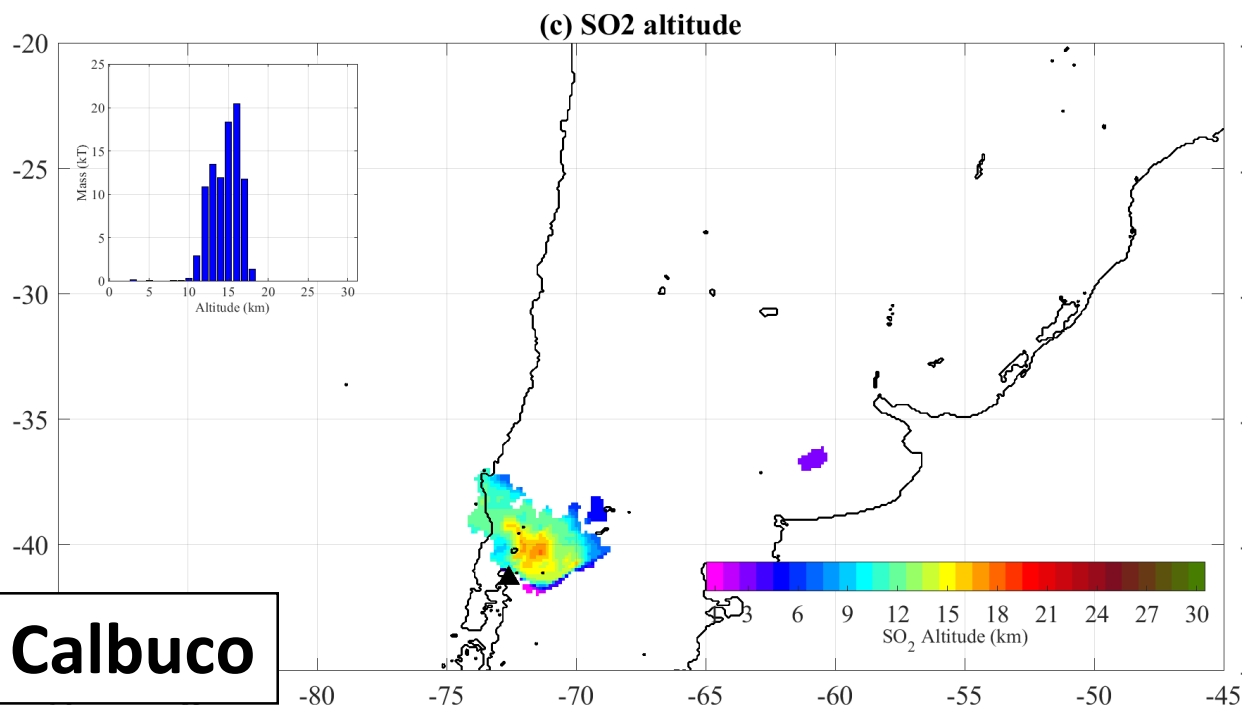 (c) SO2 altitude
-20
-25
-30
-35
-40
25
20
15
10
5
0
Mass (kT)
0 5 10 15 20 25 30
Altitude (km)
3 6 9 12 15 18 21 24 27 30
SO2 Altitude (km)
Calbuco
-80 -75 -70 -65 -60 -55 -50 -45